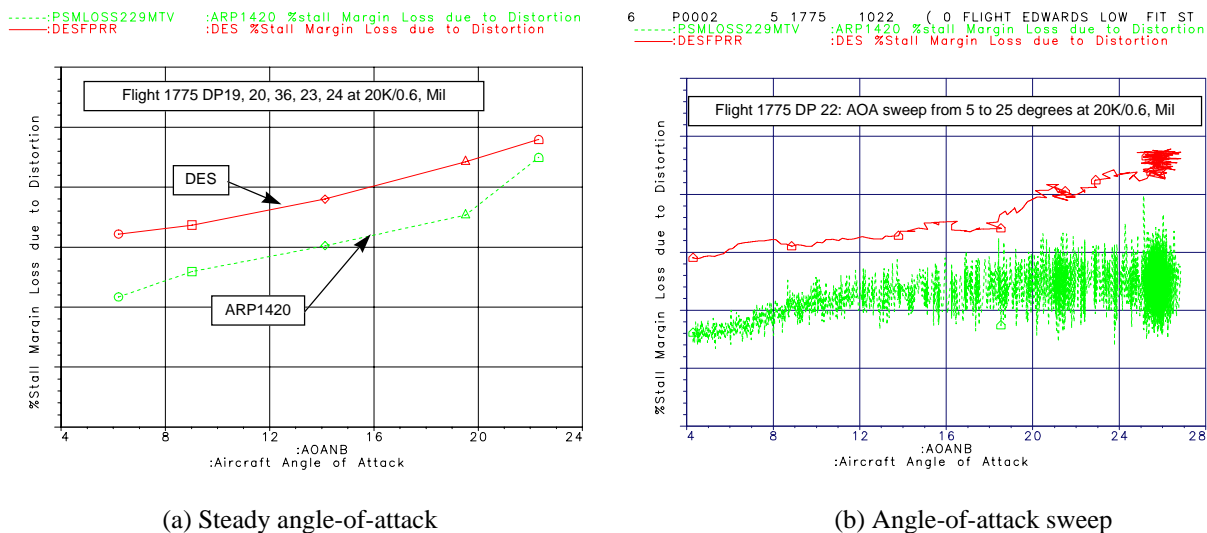 :PSMLOSS229MTV :ARP1420 %stall Margin Loss due to Distortion
:DESFPRR :DES %Stall Margin Loss due to Distortion
Flight 1775 DP19, 20, 36, 23, 24 at 20K/0.6, Mil
DES
ARP1420
%Stall Margin Loss due to Distortion
4 8 12 16 20 24
:AOANB
:Aircraft Angle of Attack
(a) Steady angle-of-attack
6 P0002 5 1775 1022 ( 0 FLIGHT EDWARDS LOW FIT ST
:PSMLOSS229MTV :ARP1420 %stall Margin Loss due to Distortion
:DESFPRR :DES %Stall Margin Loss due to Distortion
Flight 1775 DP 22: AOA sweep from 5 to 25 degrees at 20K/0.6, Mil
%Stall Margin Loss due to Distortion
4 8 12 16 20 24 28
:AOANB
:Aircraft Angle of Attack
(b) Angle-of-attack sweep